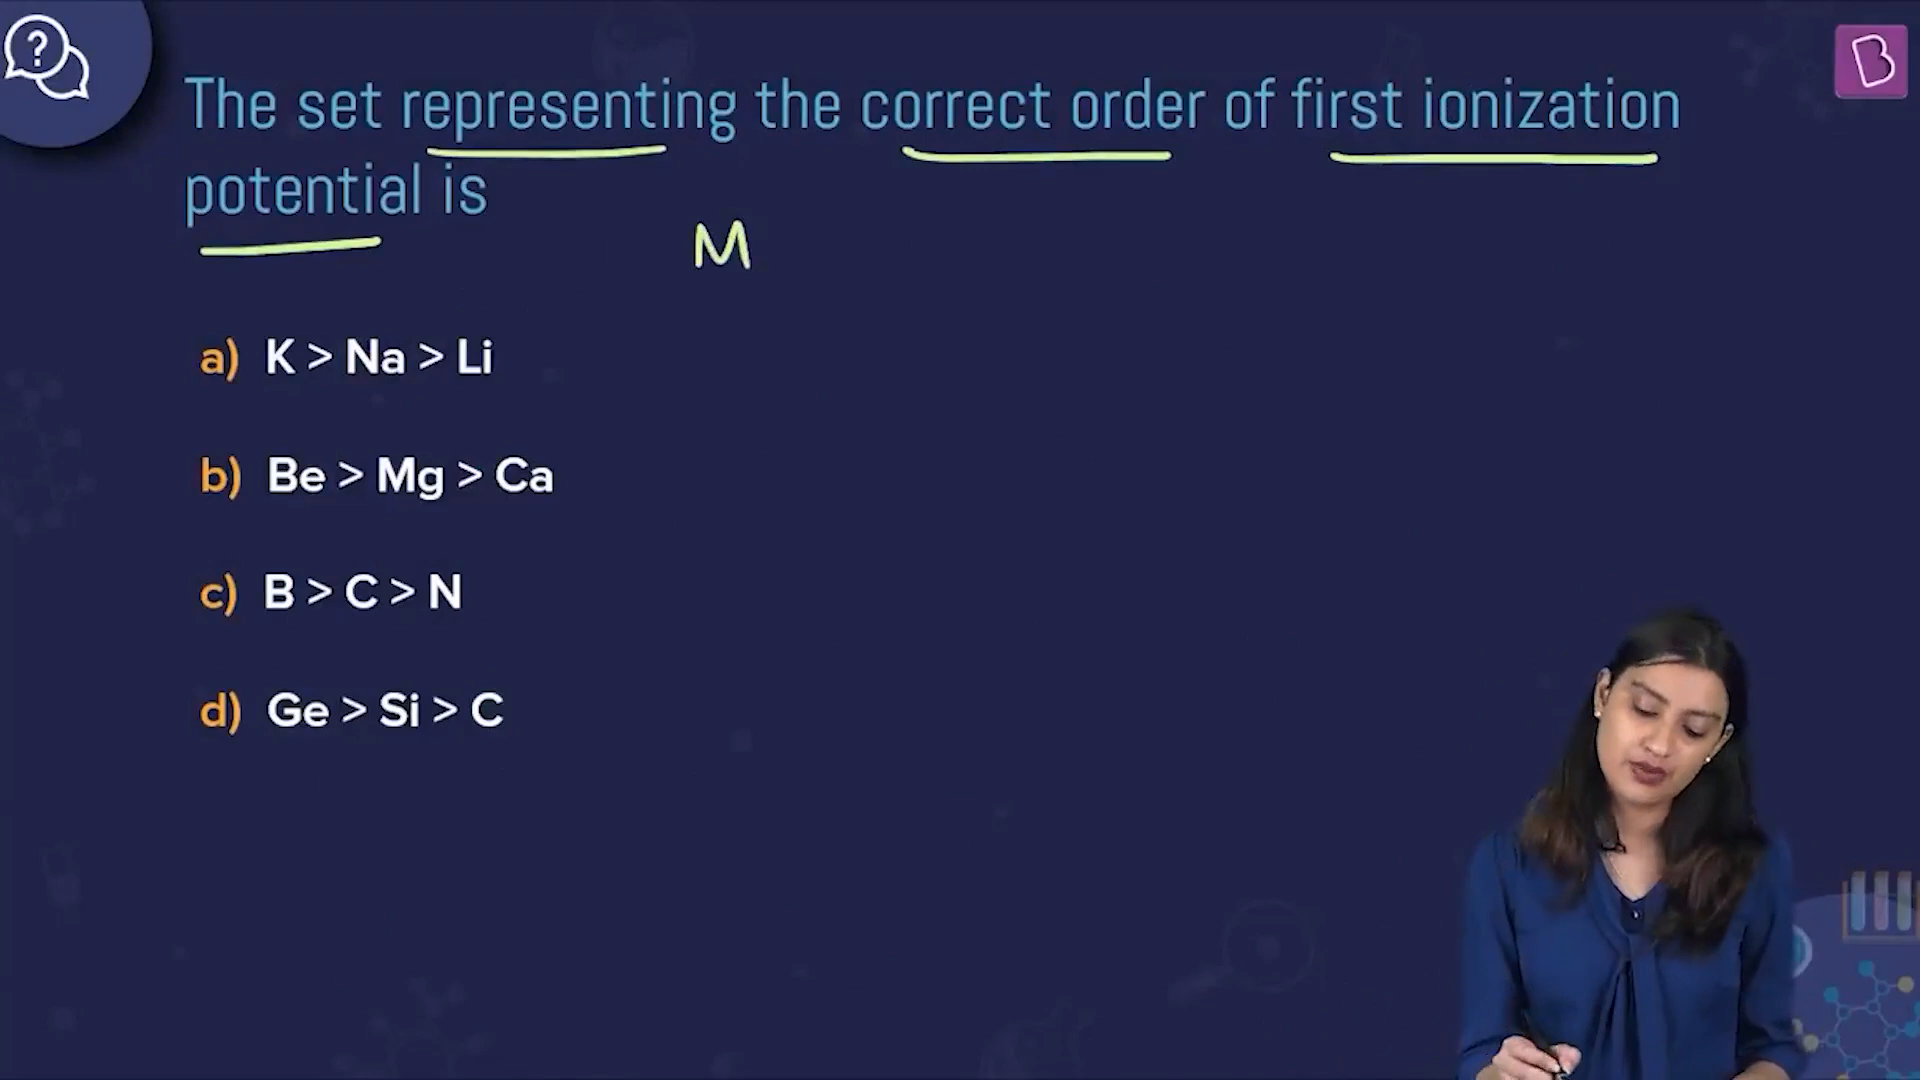 ?
B
The set representing the correct order of first ionization
potential is
M
a) K > Na > Li
b) Be > Mg > Ca
c) B > C > N
d) Ge > Si > C